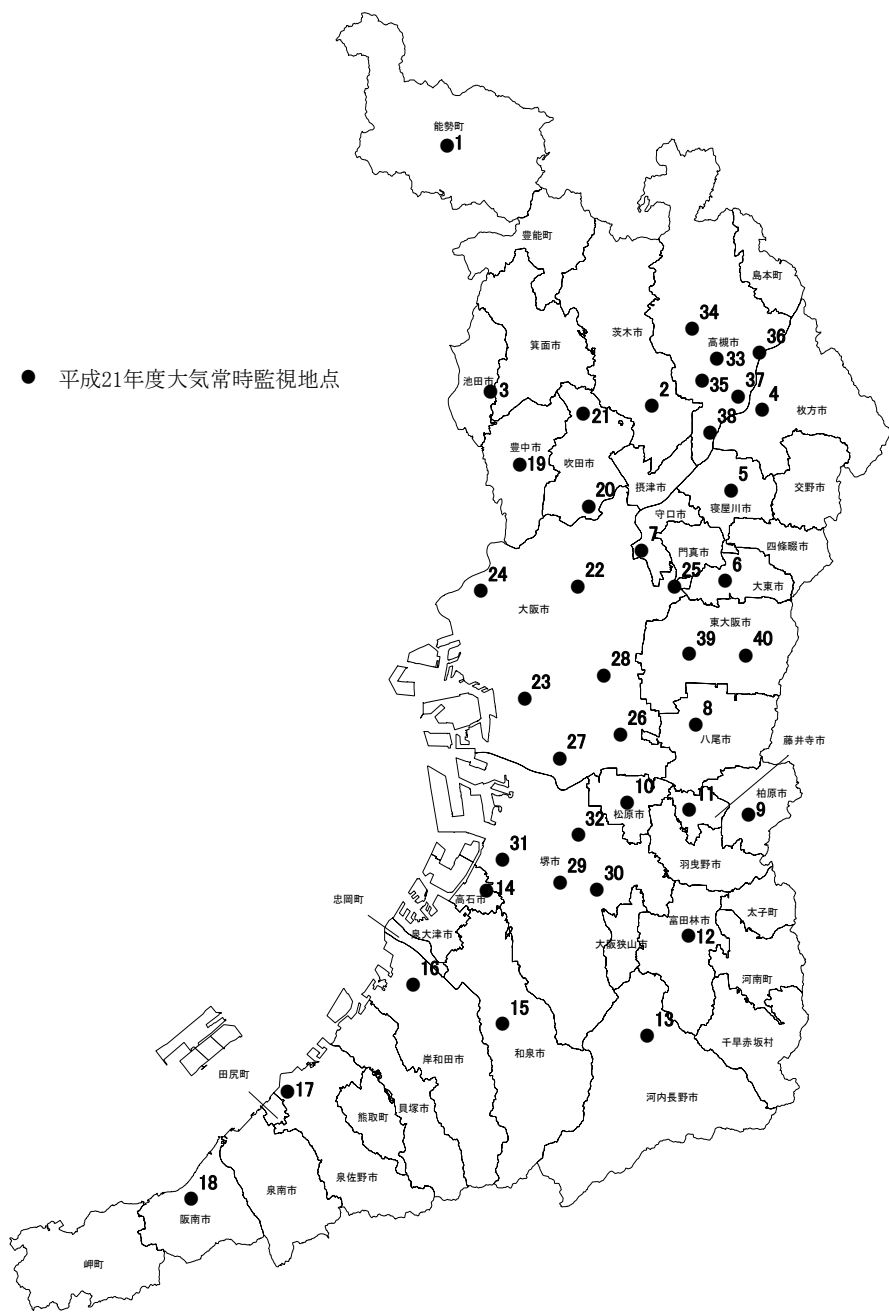 能勢町
1
豊能町
島本町
34
高槻市
36
茨木市
箕面市
33
● 平成21年度大気常時監視地点
池田市
3
35
37
2
4
枚方市
21
38
豊中市
19
吹田市
摂津市
5
交野市
20
寝屋川市
守口市
7
門真市
四條畷市
24
22
25
6
大東市
大阪市
東大阪市
39
40
28
23
26
8
八尾市
藤井寺市
27
10
松原市
11
柏原市
9
32
31
堺市
29
30
羽曳野市
14
高石市
忠岡町
太子町
富田林市
12
泉大津市
大阪狭山市
16
河南町
15
13
和泉市
千早赤坂村
岸和田市
田尻町
17
河内長野市
熊取町
貝塚市
泉佐野市
18
泉南市
阪南市
岬町